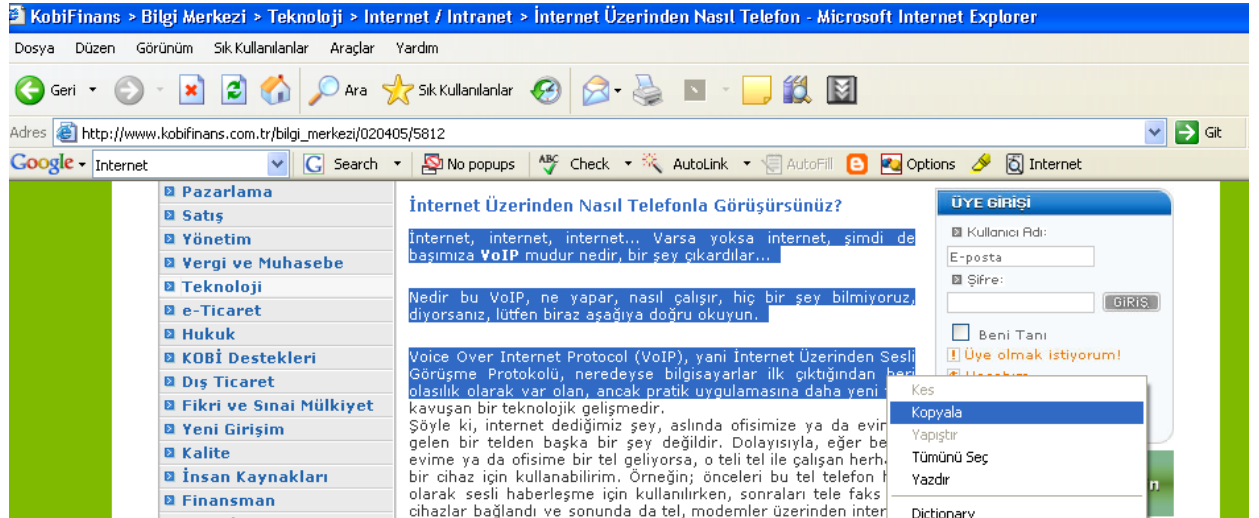 KobiFinans > Bilgi Merkezi > Teknoloji > Internet / Intranet > İnternet Üzerinden Nasıl Telefon - Microsoft Internet Explorer
Dosya Düzen Görünüm Sık Kullanılanlar Araçlar Yardım
Geri Ara Sık Kullanılanlar
Adres http://www.kobifinans.com.tr/bilgi_merkezi/020405/5812 Git
Google Internet G Search No popups ABC Check AutoLink AutoFill Options Internet
Pazarlama
Satış
Yönetim
Vergi ve Muhasebe
Teknoloji
e-Ticaret
Hukuk
KOBİ Destekleri
Dış Ticaret
Fikri ve Sınai Mülkiyet
Yeni Girişim
Kalite
İnsan Kaynakları
Finansman
İnternet Üzerinden Nasıl Telefonla Görüşürsünüz?
İnternet, internet, internet... Varsa yoksa internet, şimdi de
başımıza VoIP mudur nedir, bir şey çıkardılar...
Nedir bu VoIP, ne yapar, nasıl çalışır, hiç bir şey bilmiyoruz,
diyorsanız, lütfen biraz aşağıya doğru okuyun.
Voice Over Internet Protocol (VoIP), yani İnternet Üzerinden Sesli
Görüşme Protokolü, neredeyse bilgisayarlar ilk çıktığından beri
olasılık olarak var olan, ancak pratik uygulamasına daha yeni
kavuşan bir teknolojik gelişmedir.
Şöyle ki, internet dediğimiz şey, aslında ofisimize ya da
gelen bir telden başka bir şey değildir. Dolayısıyla, eğer
evime ya da ofisime bir tel geliyorsa, o teli tel ile çalışan
bir cihaz için kullanabilirim. Örneğin; önceleri bu tel telefon
olarak sesli haberleşme için kullanılırken, sonraları tele faks
cihazlar bağlandı ve sonunda da tel, modemler üzerinden
ÜYE GİRİŞİ
Kullanıcı Adı:
E-posta
Şifre:
GİRİŞ
Beni Tanı
Üye olmak istiyorum!
Kes
Kopyala
Yapıştır
Tümünü Seç
Yazdır
Dictionary